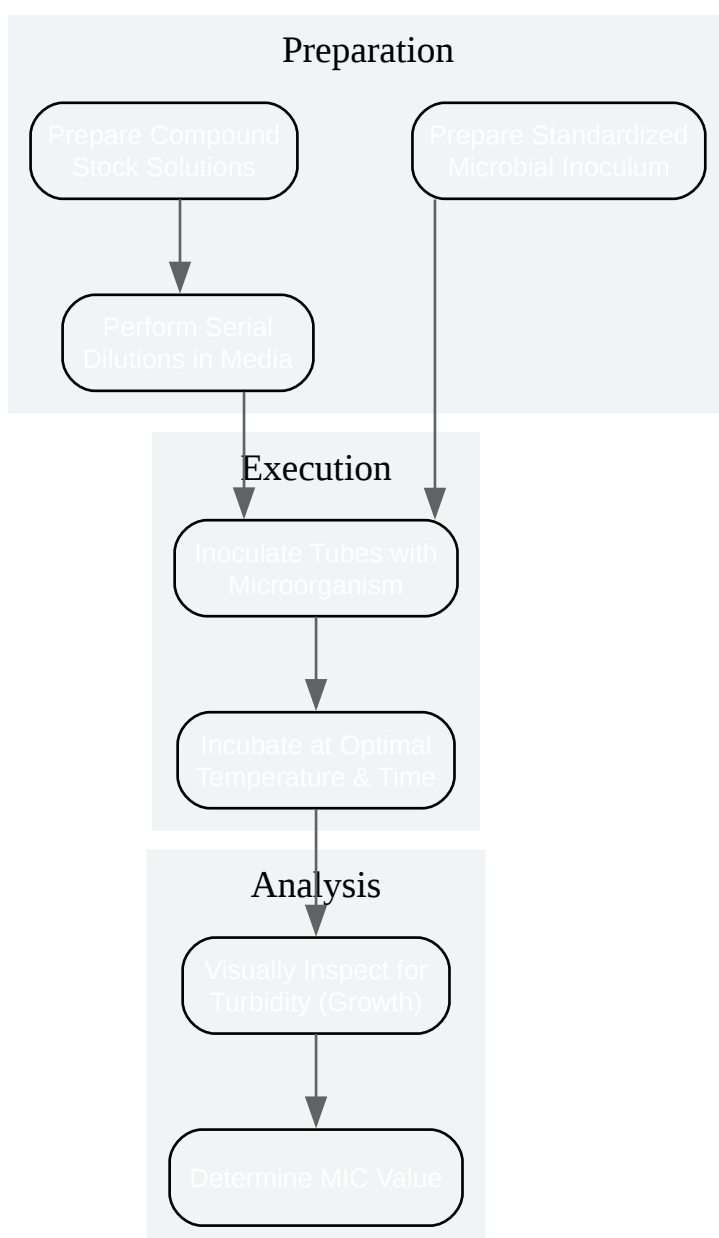 Preparation
Prepare Compound
Stock Solutions
Prepare Standardized
Microbial Inoculum
Perform Serial
Dilutions in Media
Execution
Inoculate Tubes with
Microorganism
Incubate at Optimal
Temperature & Time
Analysis
Visually Inspect for
Turbidity (Growth)
Determine MIC Value